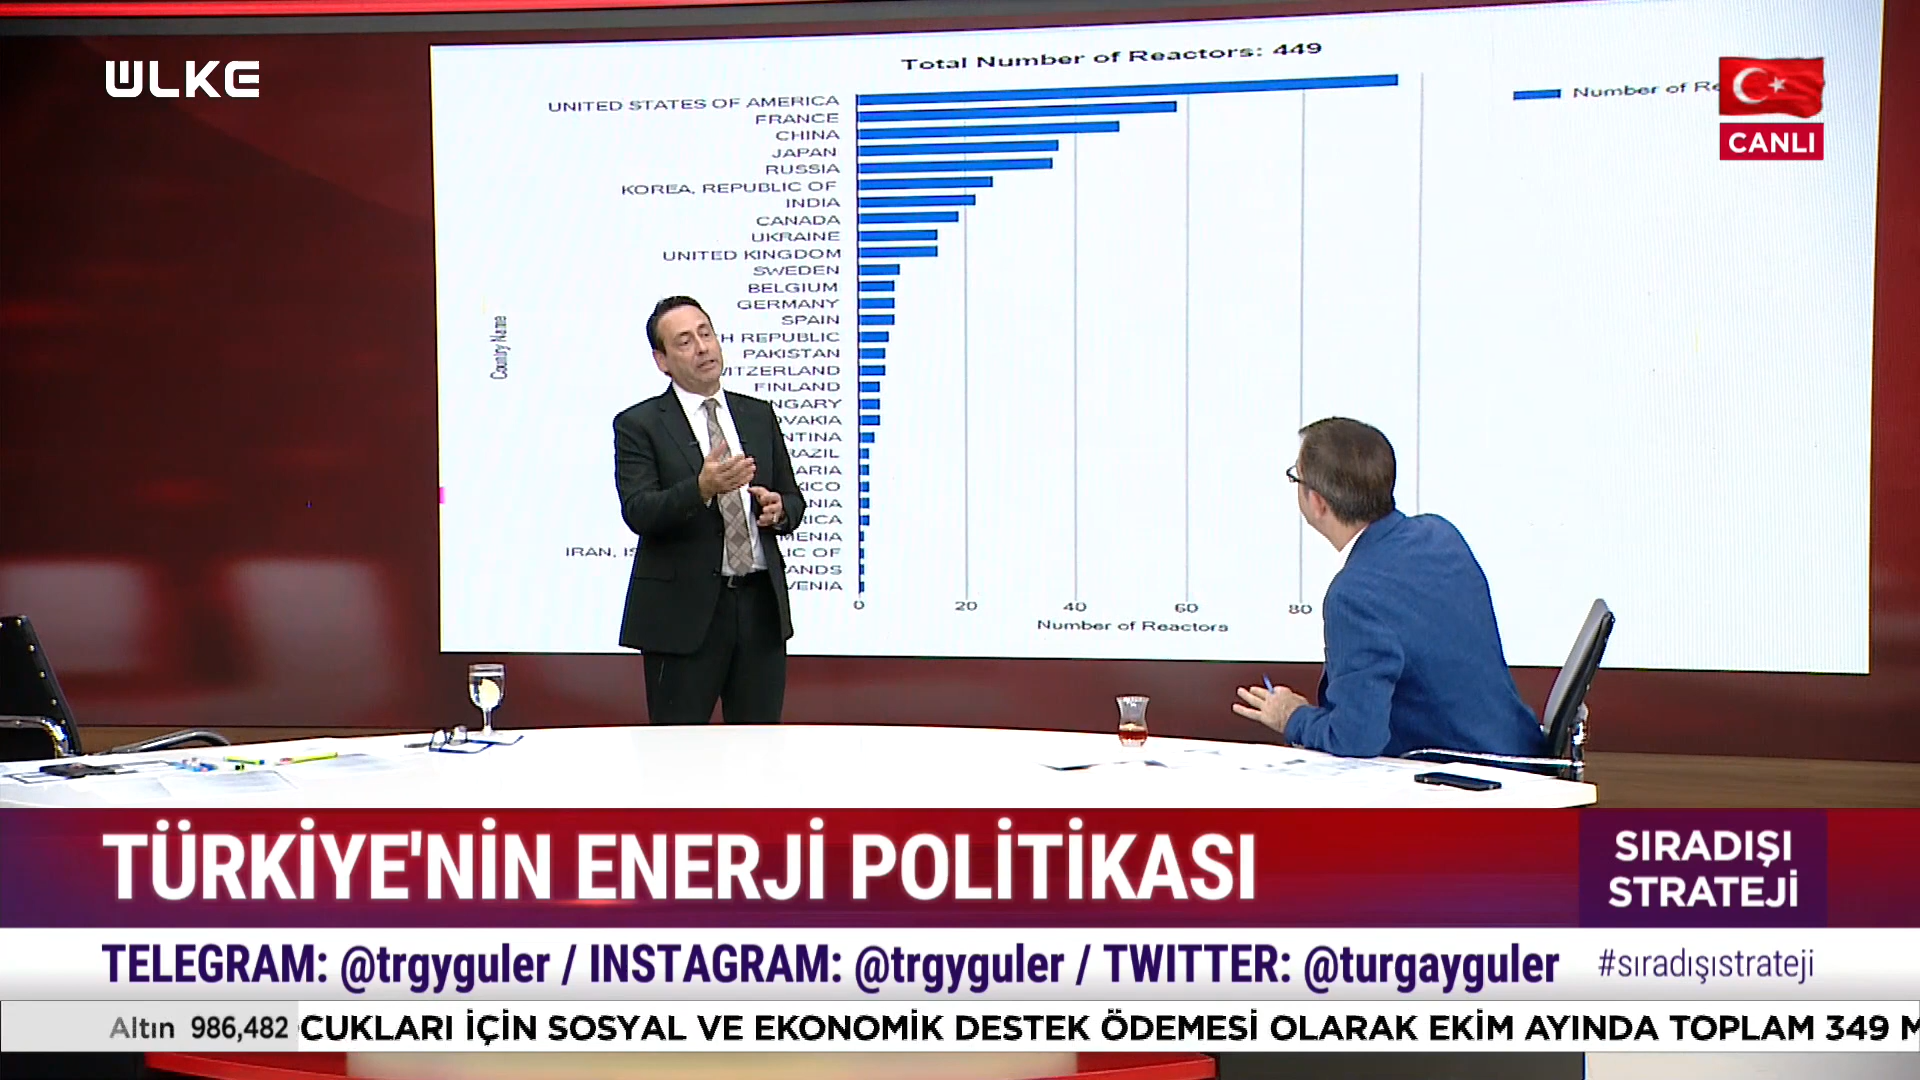 ÜLKE
Total Number of Reactors: 449
Number of
CANLI
UNITED STATES OF AMERICA
FRANCE
CHINA
JAPAN
RUSSIA
KOREA, REPUBLIC OF
INDIA
CANADA
UKRAINE
UNITED KINGDOM
SWEDEN
BELGIUM
GERMANY
SPAIN
H REPUBLIC
PAKISTAN
ITZERLAND
FINLAND
NGARY
VAKIA
NTINA
RAZIL
ARIA
XICO
ANIA
RICA
MENIA
IRAN, IS LIC OF
ANDS
VENIA
Country Name
0 20 40 60 80
Number of Reactors
TÜRKİYE'NİN ENERJİ POLİTİKASI
SIRADIŞI
STRATEJİ
TELEGRAM: @trgyguler / INSTAGRAM: @trgyguler / TWITTER: @turgayguler
#sıradışıstrateji
Altın 986,482 OCUKLARI İÇİN SOSYAL VE EKONOMİK DESTEK ÖDEMESİ OLARAK EKİM AYINDA TOPLAM 349 M